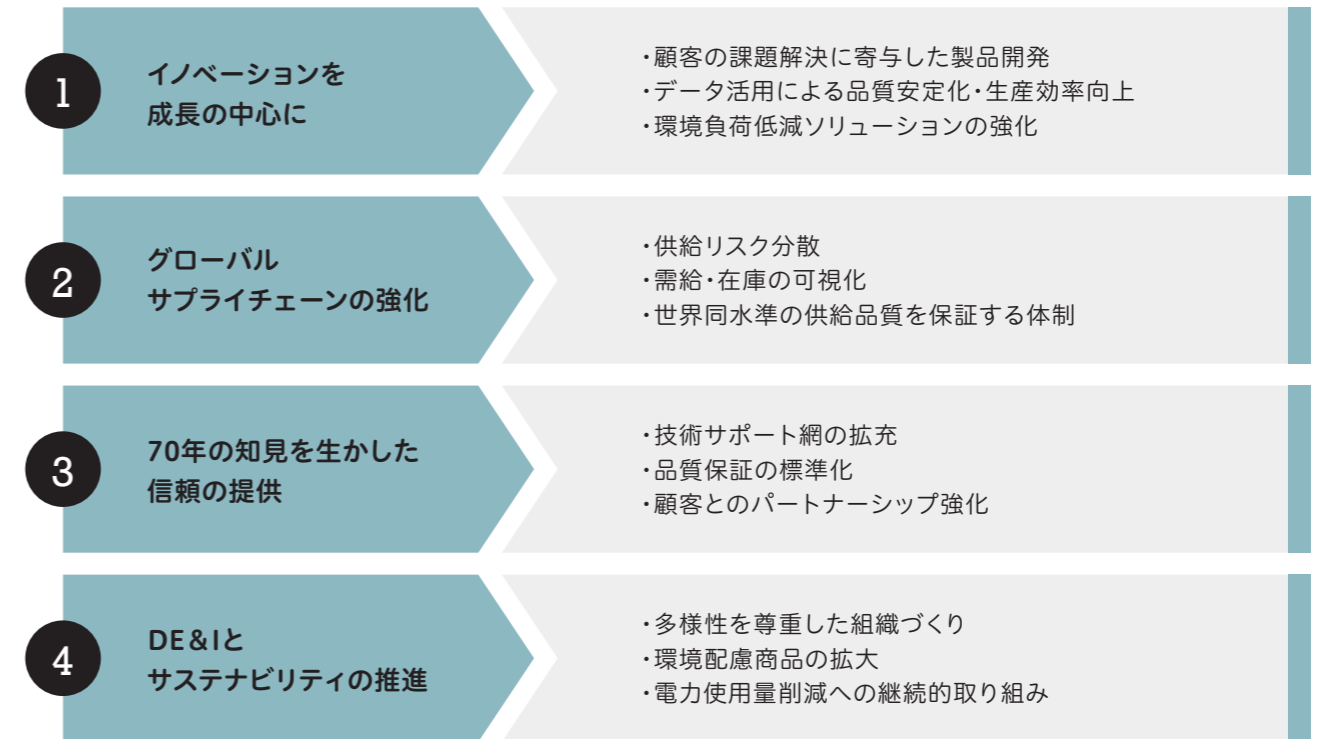 1
イノベーションを
成長の中心に
・顧客の課題解決に寄与した製品開発
・データ活用による品質安定化・生産効率向上
・環境負荷低減ソリューションの強化
2
グローバル
サプライチェーンの強化
・供給リスク分散
・需給・在庫の可視化
・世界同水準の供給品質を保証する体制
3
70年の知見を生かした
信頼の提供
・技術サポート網の拡充
・品質保証の標準化
・顧客とのパートナーシップ強化
4
DE&Iと
サステナビリティの推進
・多様性を尊重した組織づくり
・環境配慮商品の拡大
・電力使用量削減への継続的取り組み